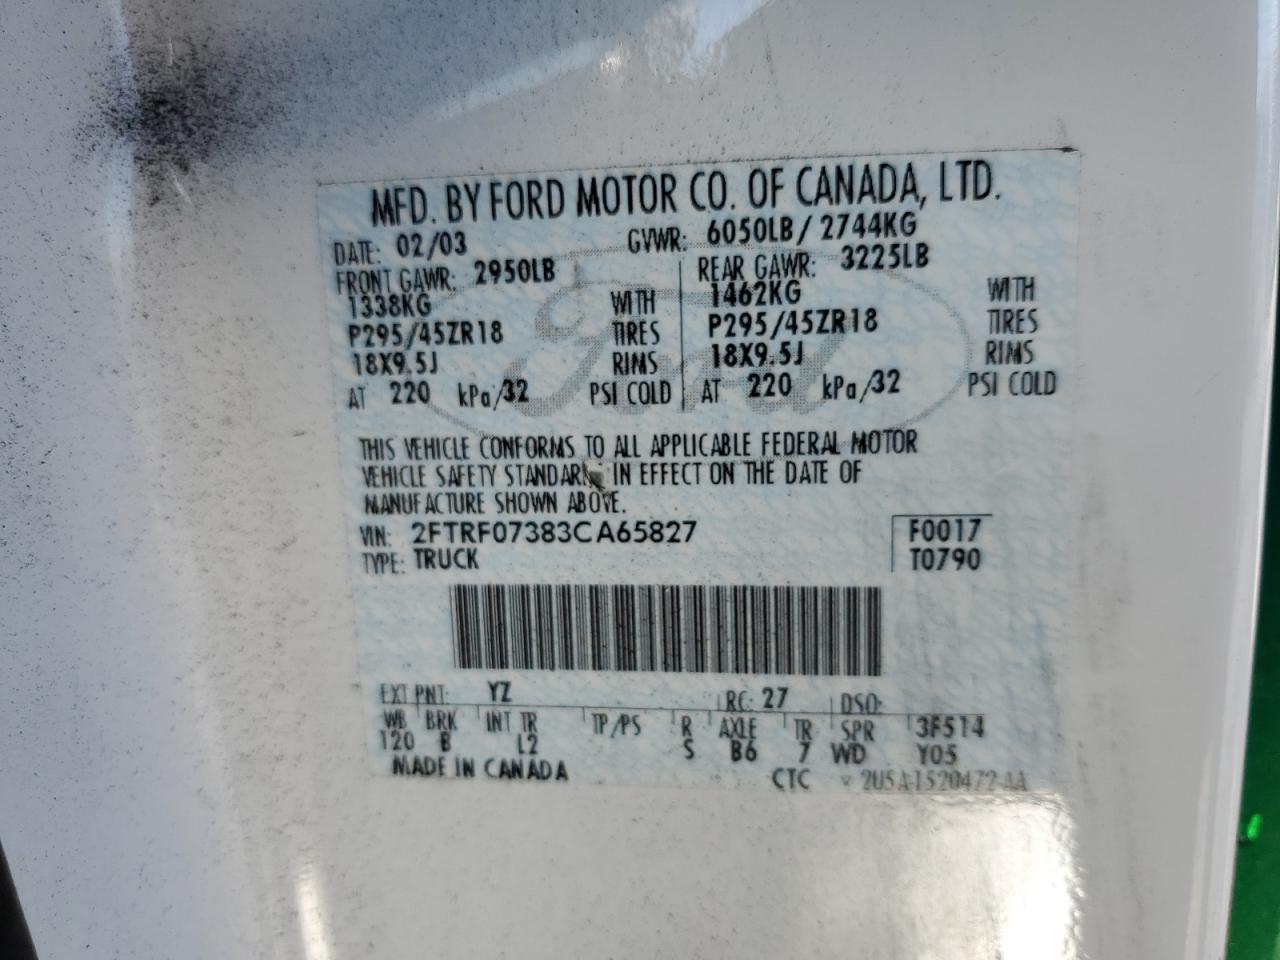 MFD. BY FORD MOTOR CO. OF CANADA, LTD.
DATE: 02/03 GVWR: 6050LB / 2744KG
FRONT GAWR: 2950LB REAR GAWR: 3225LB
1338KG WITH 1462KG WITH
P295/45ZR18 TIRES P295/45ZR18 TIRES
18X9.5J RIMS 18X9.5J RIMS
AT 220 kPa/32 PSI COLD AT 220 kPa/32 PSI COLD
Ford
THIS VEHICLE CONFORMS TO ALL APPLICABLE FEDERAL MOTOR
VEHICLE SAFETY STANDARDS IN EFFECT ON THE DATE OF
MANUFACTURE SHOWN ABOVE.
VIN: 2FTRF07383CA65827 F0017
TYPE: TRUCK T0790
EXT PNT: YZ RC: 27 DSO:
WB BRK INT TR TP/PS R AXLE TR SPR 3F514
120 B L2 S B6 7 WD Y05
MADE IN CANADA CTC 2U5A-1520472-AA